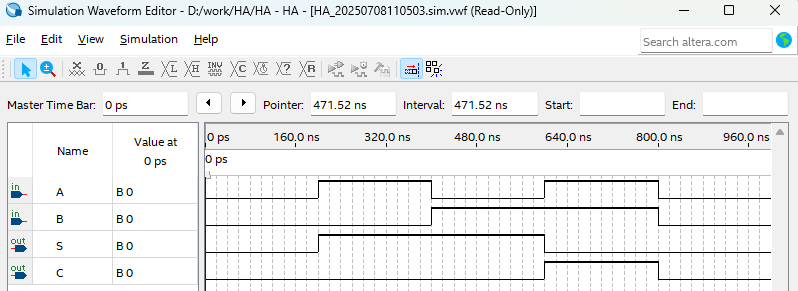 Simulation Waveform Editor - D:/work/HA/HA - HA - [HA_20250708110503.sim.vwf (Read-Only)]
File Edit View Simulation Help
Search altera.com
Master Time Bar: 0 ps Pointer: 471.52 ns Interval: 471.52 ns Start: End:
Name Value at 0 ps
0 ps 160.0 ns 320.0 ns 480.0 ns 640.0 ns 800.0 ns 960.0 ns
0 ps
in A B 0
in B B 0
out S B 0
out C B 0